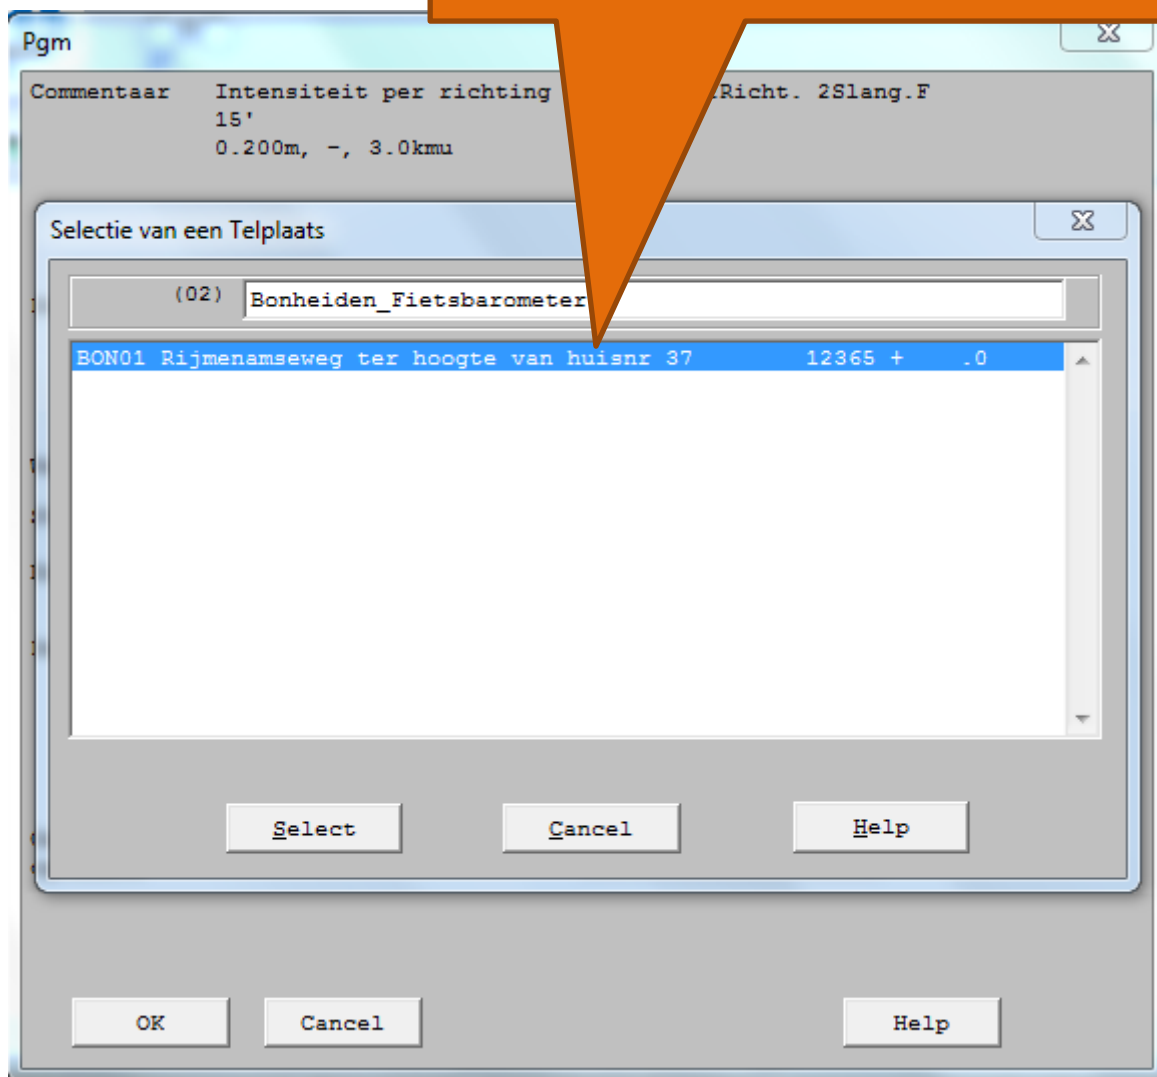 Pgm
Commentaar Intensiteit per richting Richt. 2Slang.F
15'
0.200m, -, 3.0kmu
Selectie van een Telplaats
(02) Bonheiden_Fietsbarometer
BON01 Rijmenamseweg ter hoogte van huisnr 37 12365 + .0
Select Cancel Help
OK Cancel Help